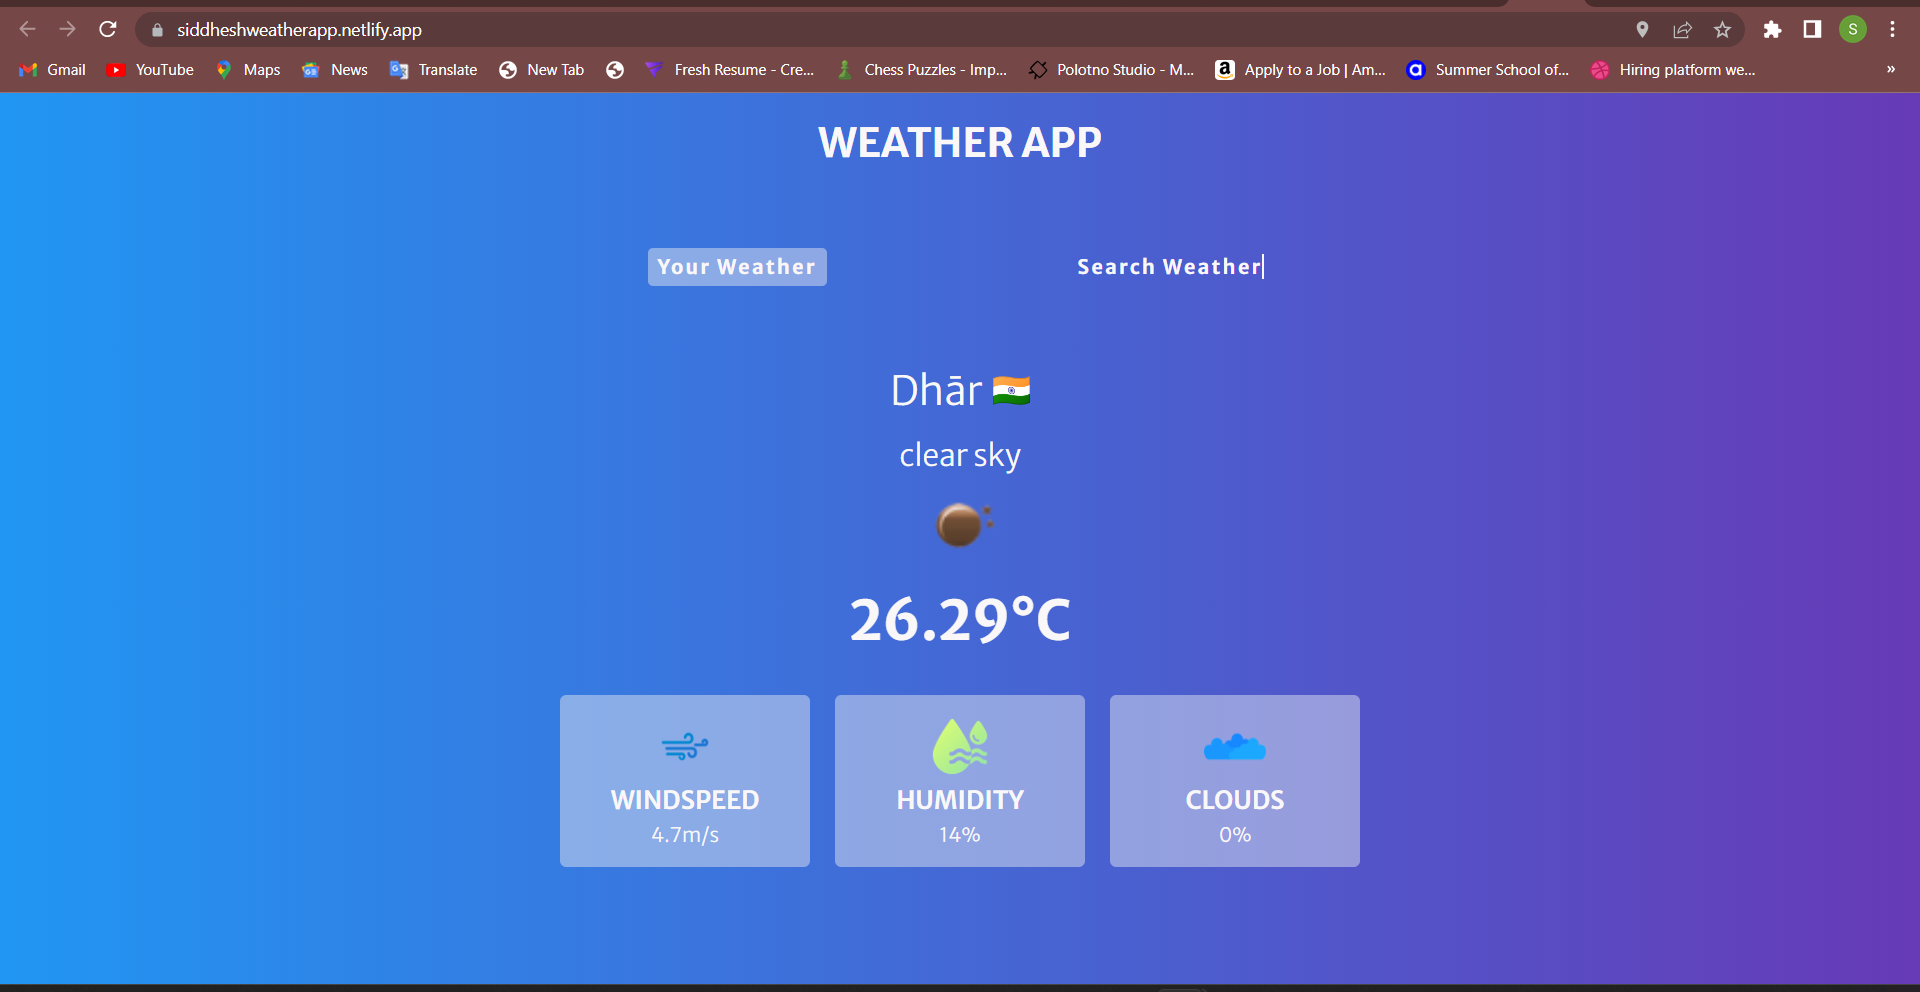 siddheshweatherapp.netlify.app
S
Gmail YouTube Maps News Translate New Tab Fresh Resume - Cre... Chess Puzzles - Imp... Polotno Studio - M... Apply to a Job | Am... Summer School of... Hiring platform we... »
WEATHER APP
Your Weather Search Weather
Dhār
clear sky
26.29°C
WINDSPEED HUMIDITY CLOUDS
4.7m/s 14% 0%